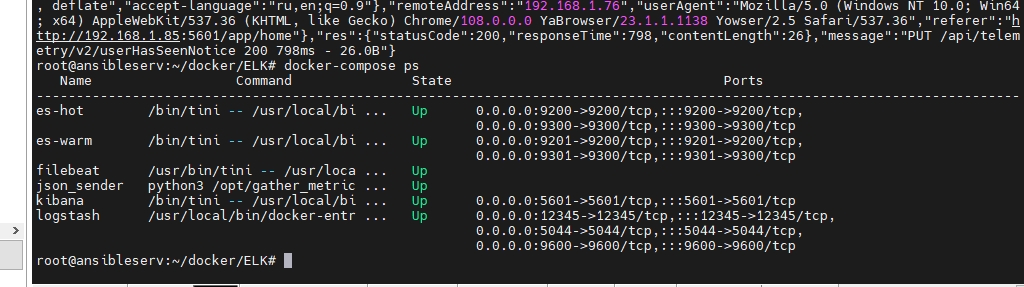 , deflate","accept-language":"ru,en;q=0.9"},"remoteAddress":"192.168.1.76","userAgent":"Mozilla/5.0 (Windows NT 10.0; Win64
; x64) AppleWebKit/537.36 (KHTML, like Gecko) Chrome/108.0.0.0 YaBrowser/23.1.1.1138 Yowser/2.5 Safari/537.36","referer":"h
ttp://192.168.1.85:5601/app/home"},"res":{"statusCode":200,"responseTime":798,"contentLength":26},"message":"PUT /api/telem
etry/v2/userHasSeenNotice 200 798ms - 26.0B"}
root@ansibleserv:~/docker/ELK# docker-compose ps
Name Command State Ports
---------------------------------------------------------------------------------------------------------------------------
es-hot /bin/tini -- /usr/local/bi ... Up 0.0.0.0:9200->9200/tcp,:::9200->9200/tcp,
0.0.0.0:9300->9300/tcp,:::9300->9300/tcp
es-warm /bin/tini -- /usr/local/bi ... Up 0.0.0.0:9201->9200/tcp,:::9201->9200/tcp,
0.0.0.0:9301->9300/tcp,:::9301->9300/tcp
filebeat /usr/bin/tini -- /usr/loca ... Up
json_sender python3 /opt/gather_metric ... Up
kibana /bin/tini -- /usr/local/bi ... Up 0.0.0.0:5601->5601/tcp,:::5601->5601/tcp
logstash /usr/local/bin/docker-entr ... Up 0.0.0.0:12345->12345/tcp,:::12345->12345/tcp,
0.0.0.0:5044->5044/tcp,:::5044->5044/tcp,
0.0.0.0:9600->9600/tcp,:::9600->9600/tcp
root@ansibleserv:~/docker/ELK#